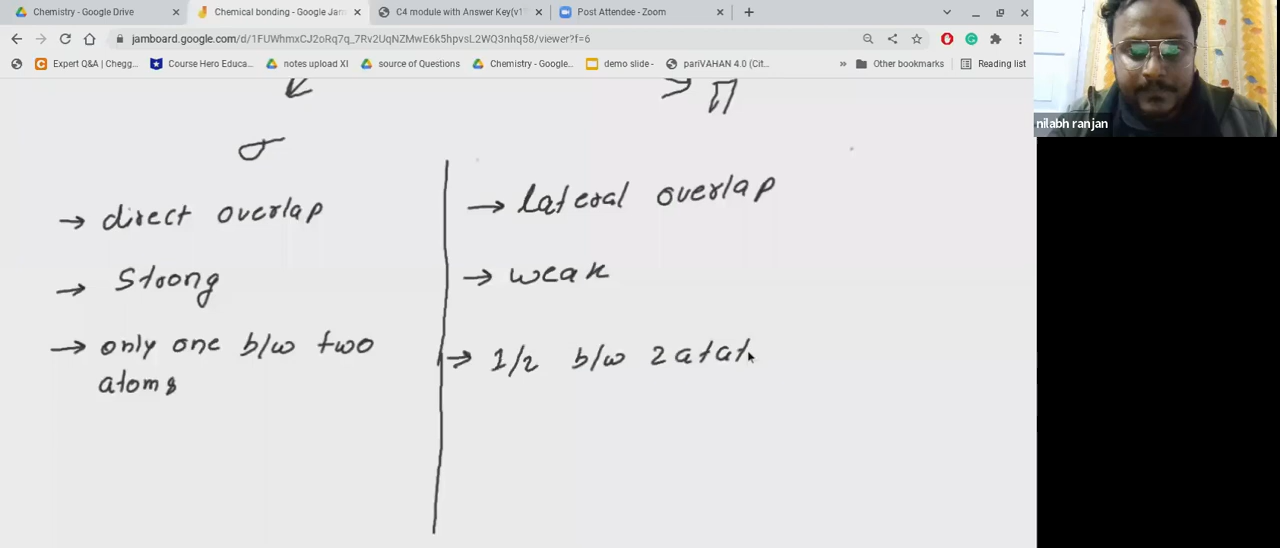 Chemistry - Google Drive
Chemical bonding - Google Jam
C4 module with Answer Key(v1
Post Attendee - Zoom
jamboard.google.com/d/1FUWhmxCJ2oRq7q_7Rv2UqNZMwE6k5hpvsL2WQ3nhq58/viewer?f=6
Expert Q&A | Chegg...
Course Hero Educa...
notes upload XI
source of Questions
Chemistry - Google...
demo slide -
pariVAHAN 4.0 (Cit...
»
Other bookmarks
Reading list
nilabh ranjan
σ
π
→ direct overlap
→ Strong
→ only one b/w two
atoms
→ lateral overlap
→ weak
→ 1/2 b/w 2 atat